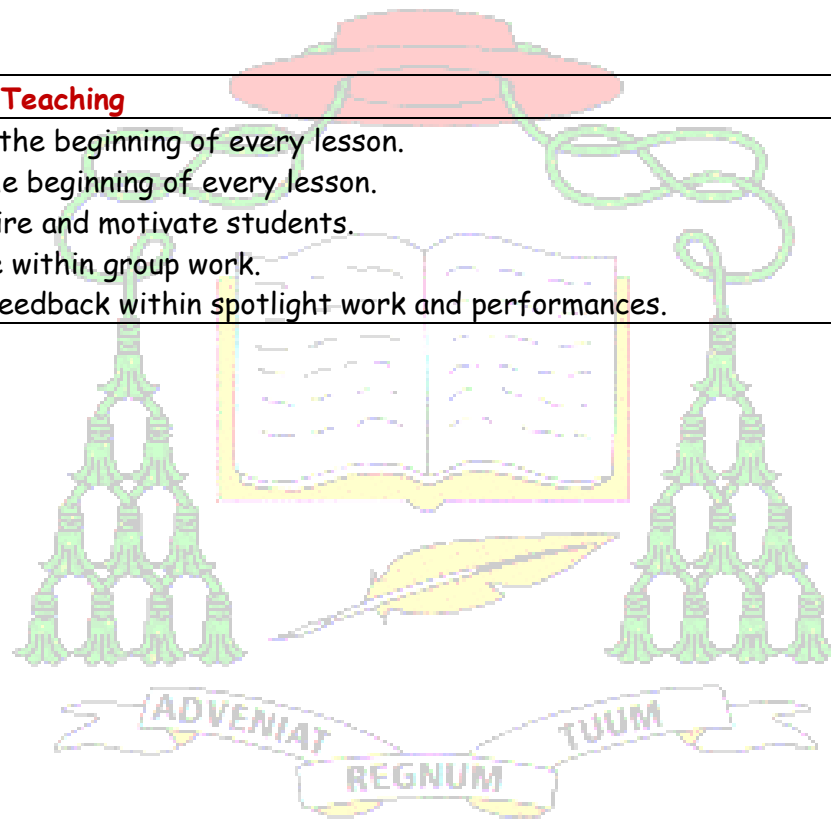 Teaching
the beginning of every lesson.
e beginning of every lesson.
ire and motivate students.
e within group work.
eedback within spotlight work and performances.
ADVENIAT
REGNUM
TUUM